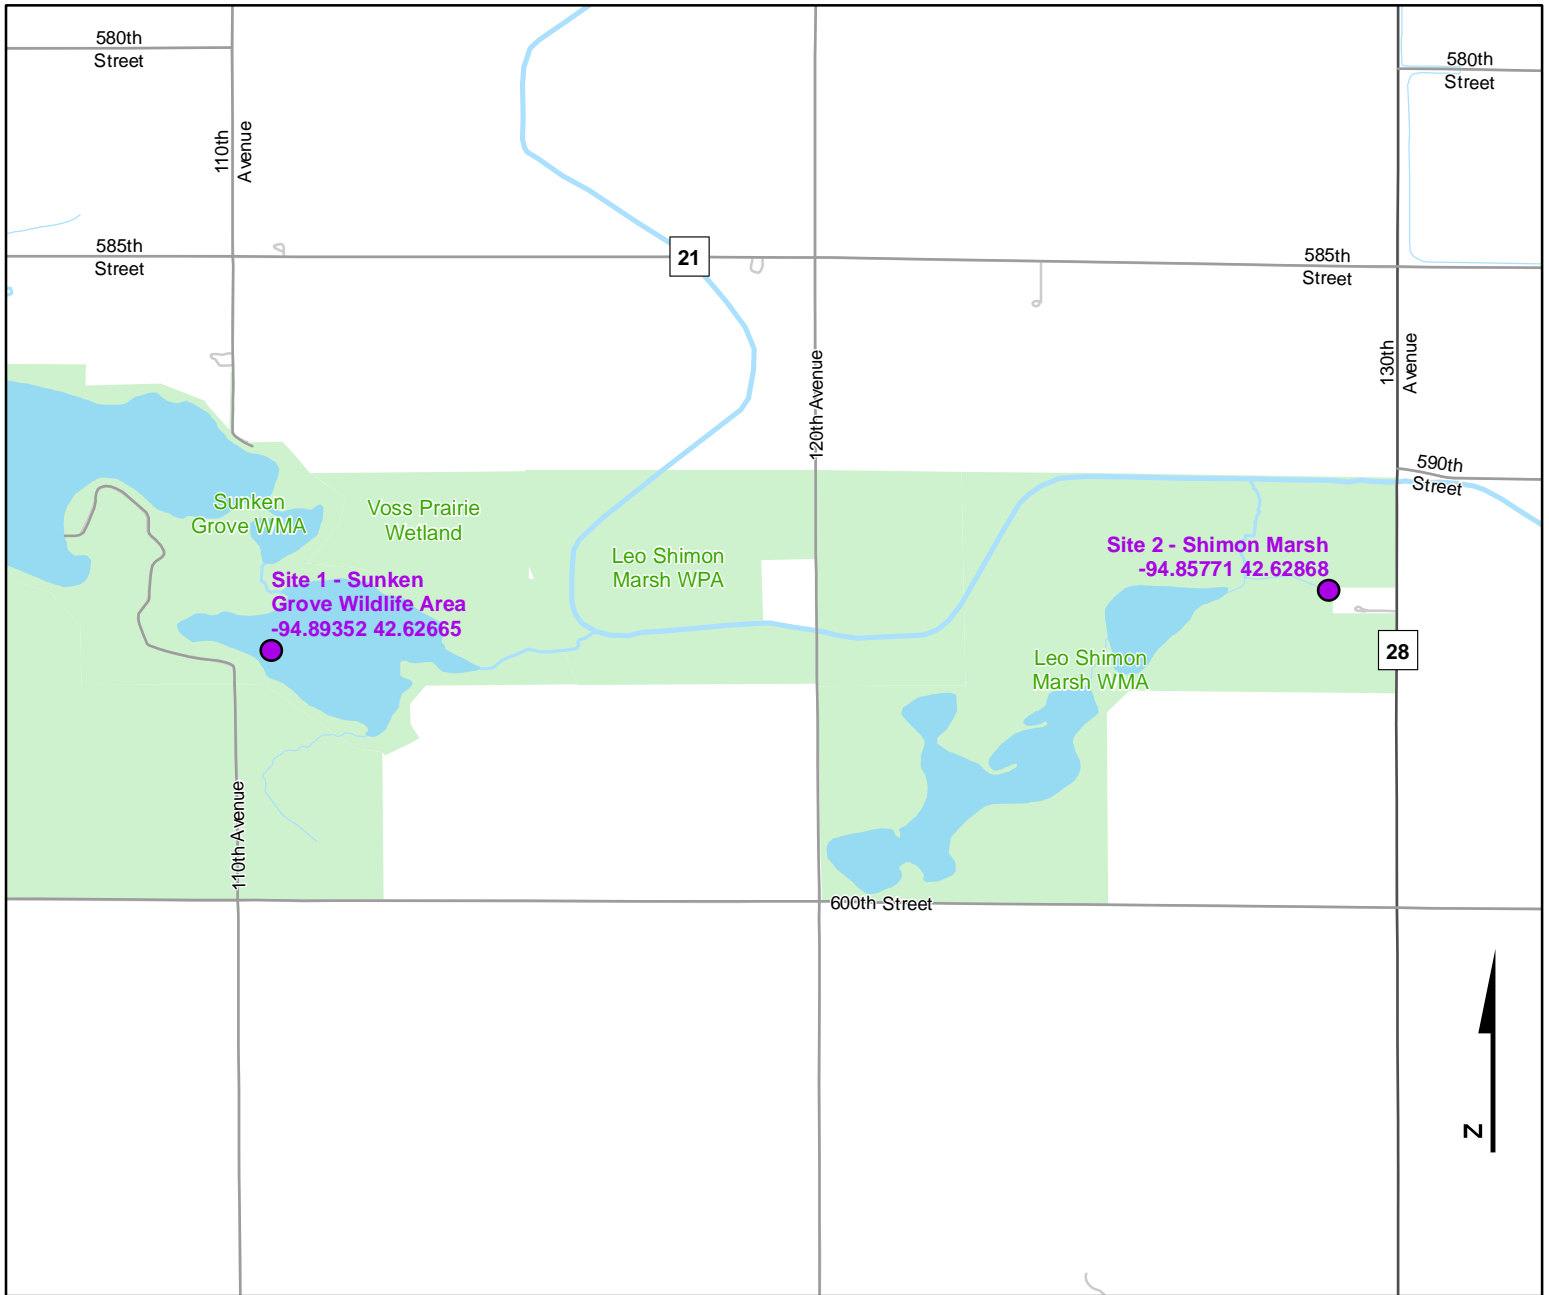 580th
Street
580th
Street
110th
Avenue
585th
Street
21
585th
Street
120th Avenue
130th
Avenue
590th
Street
Sunken
Grove WMA
Voss Prairie
Wetland
Leo Shimon
Marsh WPA
Site 2 - Shimon Marsh
-94.85771 42.62868
Site 1 - Sunken
Grove Wildlife Area
-94.89352 42.62665
28
Leo Shimon
Marsh WMA
110th Avenue
600th Street
N